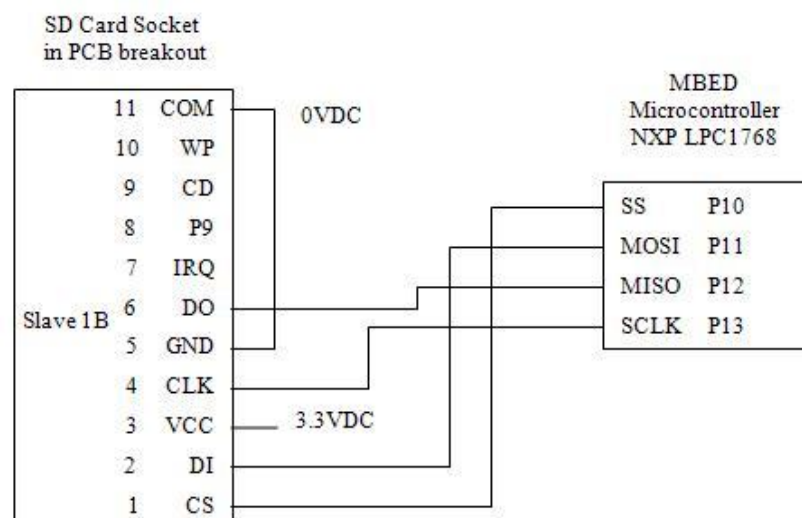 SD Card Socket
in PCB breakout
11 COM
0VDC
10 WP
9 CD
8 P9
7 IRQ
6 DO
Slave 1B
5 GND
4 CLK
3 VCC
3.3VDC
2 DI
1 CS
MBED
Microcontroller
NXP LPC1768
SS P10
MOSI P11
MISO P12
SCLK P13